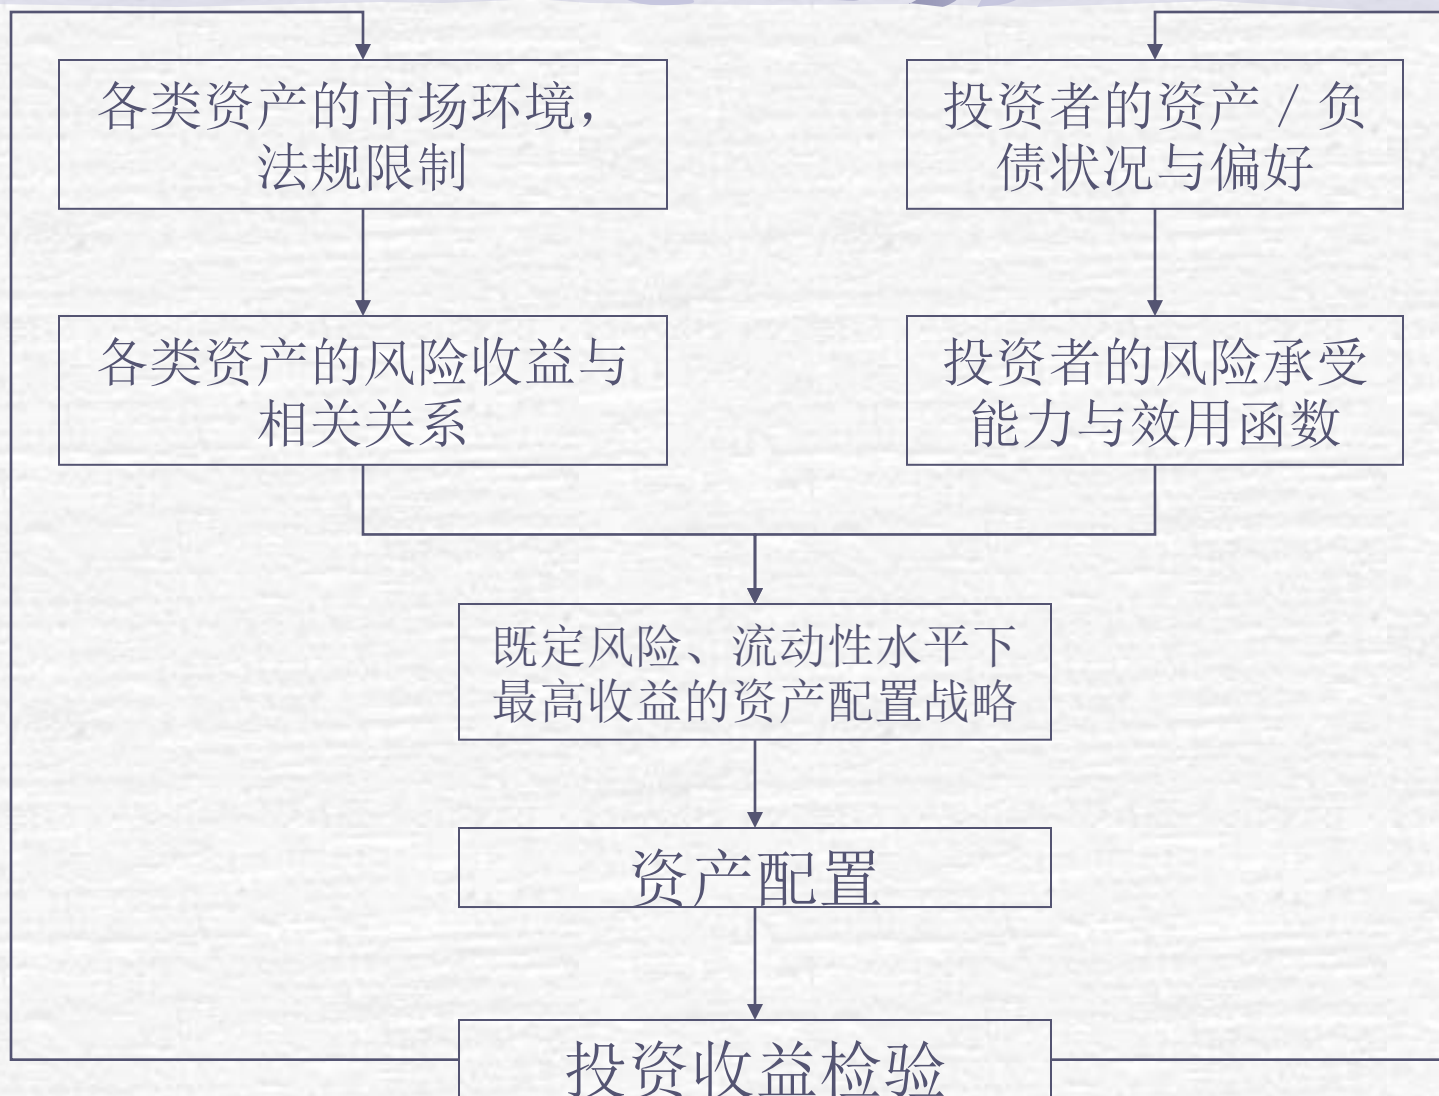 各类资产的市场环境，
法规限制
投资者的资产／负
债状况与偏好
各类资产的风险收益与
相关关系
投资者的风险承受
能力与效用函数
既定风险、流动性水平下
最高收益的资产配置战略
资产配置
投资收益检验